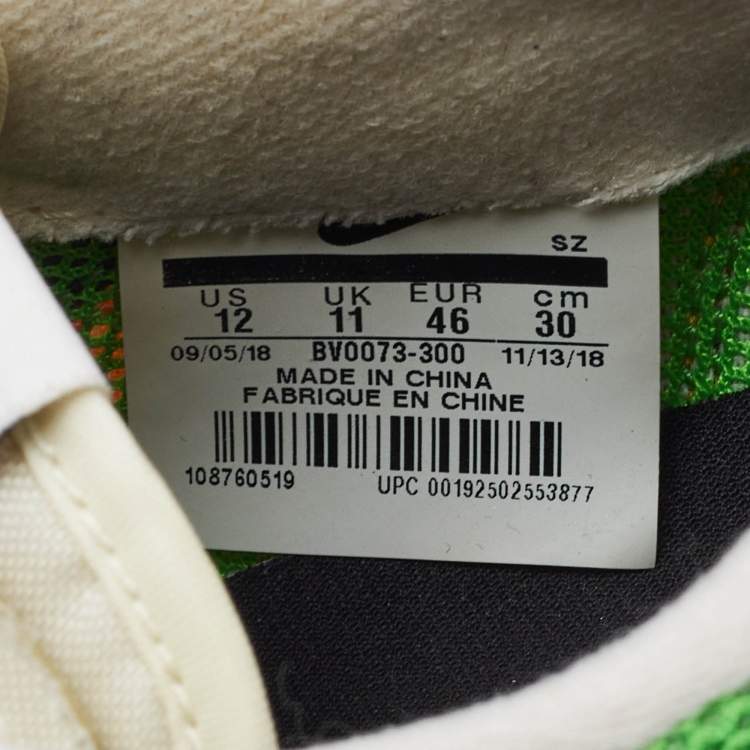 SZ
US UK EUR cm
12 11 46 30
09/05/18 BV0073-300 11/13/18
MADE IN CHINA
FABRIQUE EN CHINE
108760519
UPC 00192502553877